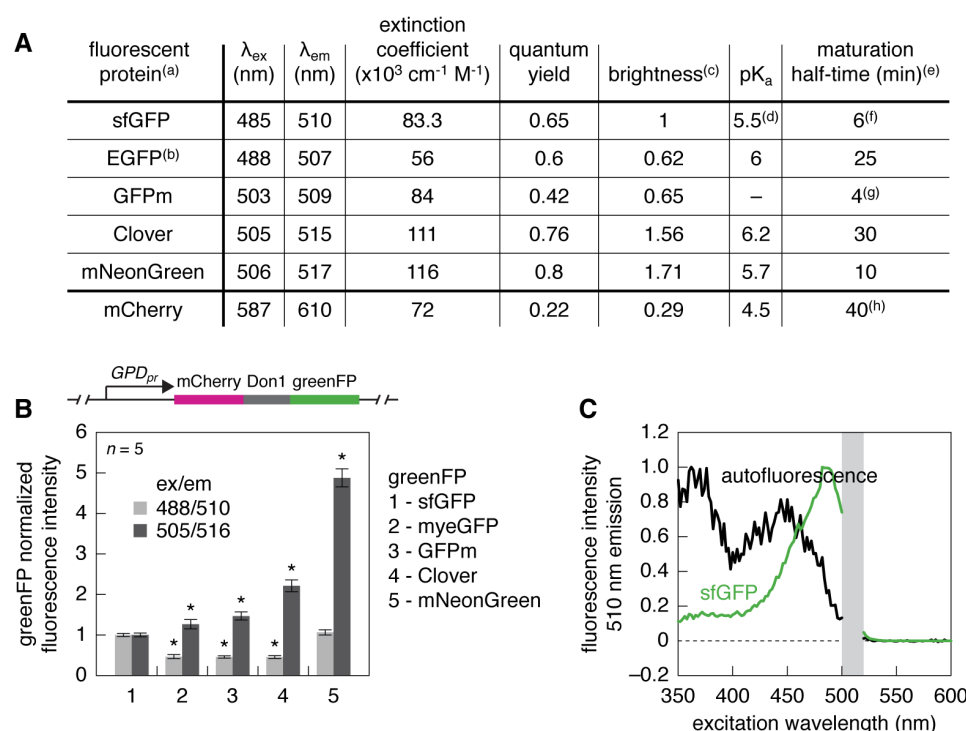 A
fluorescent protein(a) λex (nm) λem (nm) extinction coefficient (x10³ cm⁻¹ M⁻¹) quantum yield brightness(c) pKa maturation half-time (min)(e)
sfGFP 485 510 83.3 0.65 1 5.5(d) 6(f)
EGFP(b) 488 507 56 0.6 0.62 6 25
GFPm 503 509 84 0.42 0.65 – 4(g)
Clover 505 515 111 0.76 1.56 6.2 30
mNeonGreen 506 517 116 0.8 1.71 5.7 10
mCherry 587 610 72 0.22 0.29 4.5 40(h)
GPDpr
mCherry Don1 greenFP
B
greenFP normalized
fluorescence intensity
6
5
4
3
2
1
0
n = 5
ex/em
488/510
505/516
* * * * * * *
1 2 3 4 5
greenFP
1 - sfGFP
2 - myeGFP
3 - GFPm
4 - Clover
5 - mNeonGreen
C
fluorescence intensity
510 nm emission
1.2
1.0
0.8
0.6
0.4
0.2
0
–0.2
autofluorescence
sfGFP
350 400 450 500 550 600
excitation wavelength (nm)